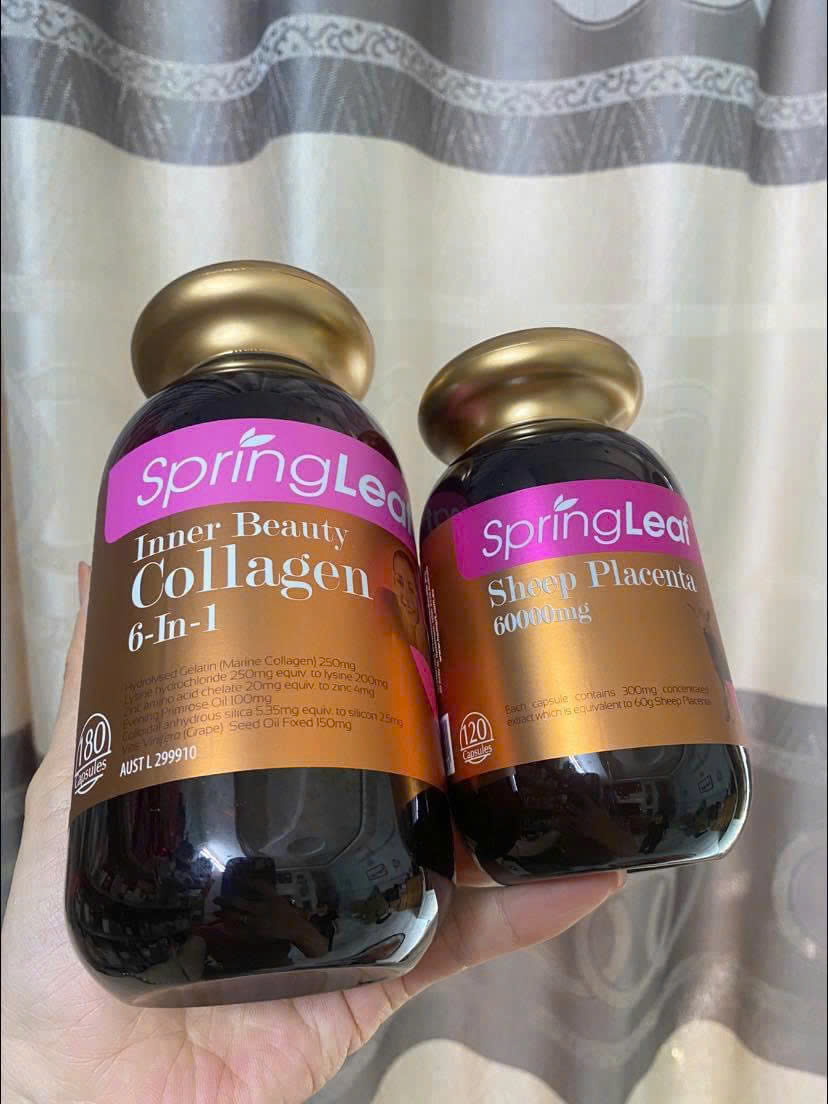 SpringLeaf
Inner Beauty
Collagen
6-In-1
Hydrolysed Gelatin (Marine Collagen) 250mg
Lysine hydrochloride 250mg equiv. to lysine 200mg
Zinc amino acid chelate 20mg equiv. to zinc 4mg
Evening Primrose Oil 100mg
Colloidal anhydrous silica 5.35mg equiv. to silicon 2.5mg
Vitis Vinifera (Grape) Seed Oil Fixed 150mg
180
Capsules
AUST L 299910
SpringLeaf
Sheep Placenta
60000mg
Each capsule contains 300mg concentrated
extract which is equivalent to 60g Sheep Placenta
120
Capsules